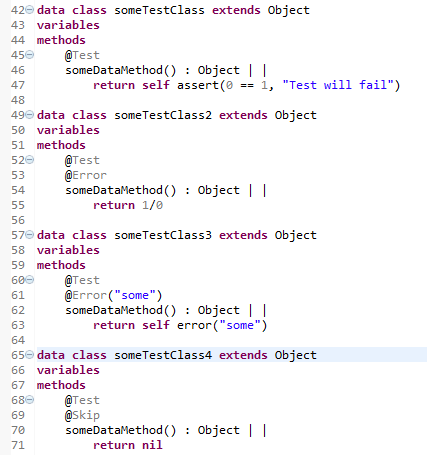 42 data class someTestClass extends Object
43 variables
44 methods
45     @Test
46     someDataMethod() : Object | |
47         return self assert(0 == 1, "Test will fail")
48
49 data class someTestClass2 extends Object
50 variables
51 methods
52     @Test
53     @Error
54     someDataMethod() : Object | |
55         return 1/0
56
57 data class someTestClass3 extends Object
58 variables
59 methods
60     @Test
61     @Error("some")
62     someDataMethod() : Object | |
63         return self error("some")
64
65 data class someTestClass4 extends Object
66 variables
67 methods
68     @Test
69     @Skip
70     someDataMethod() : Object | |
71         return nil